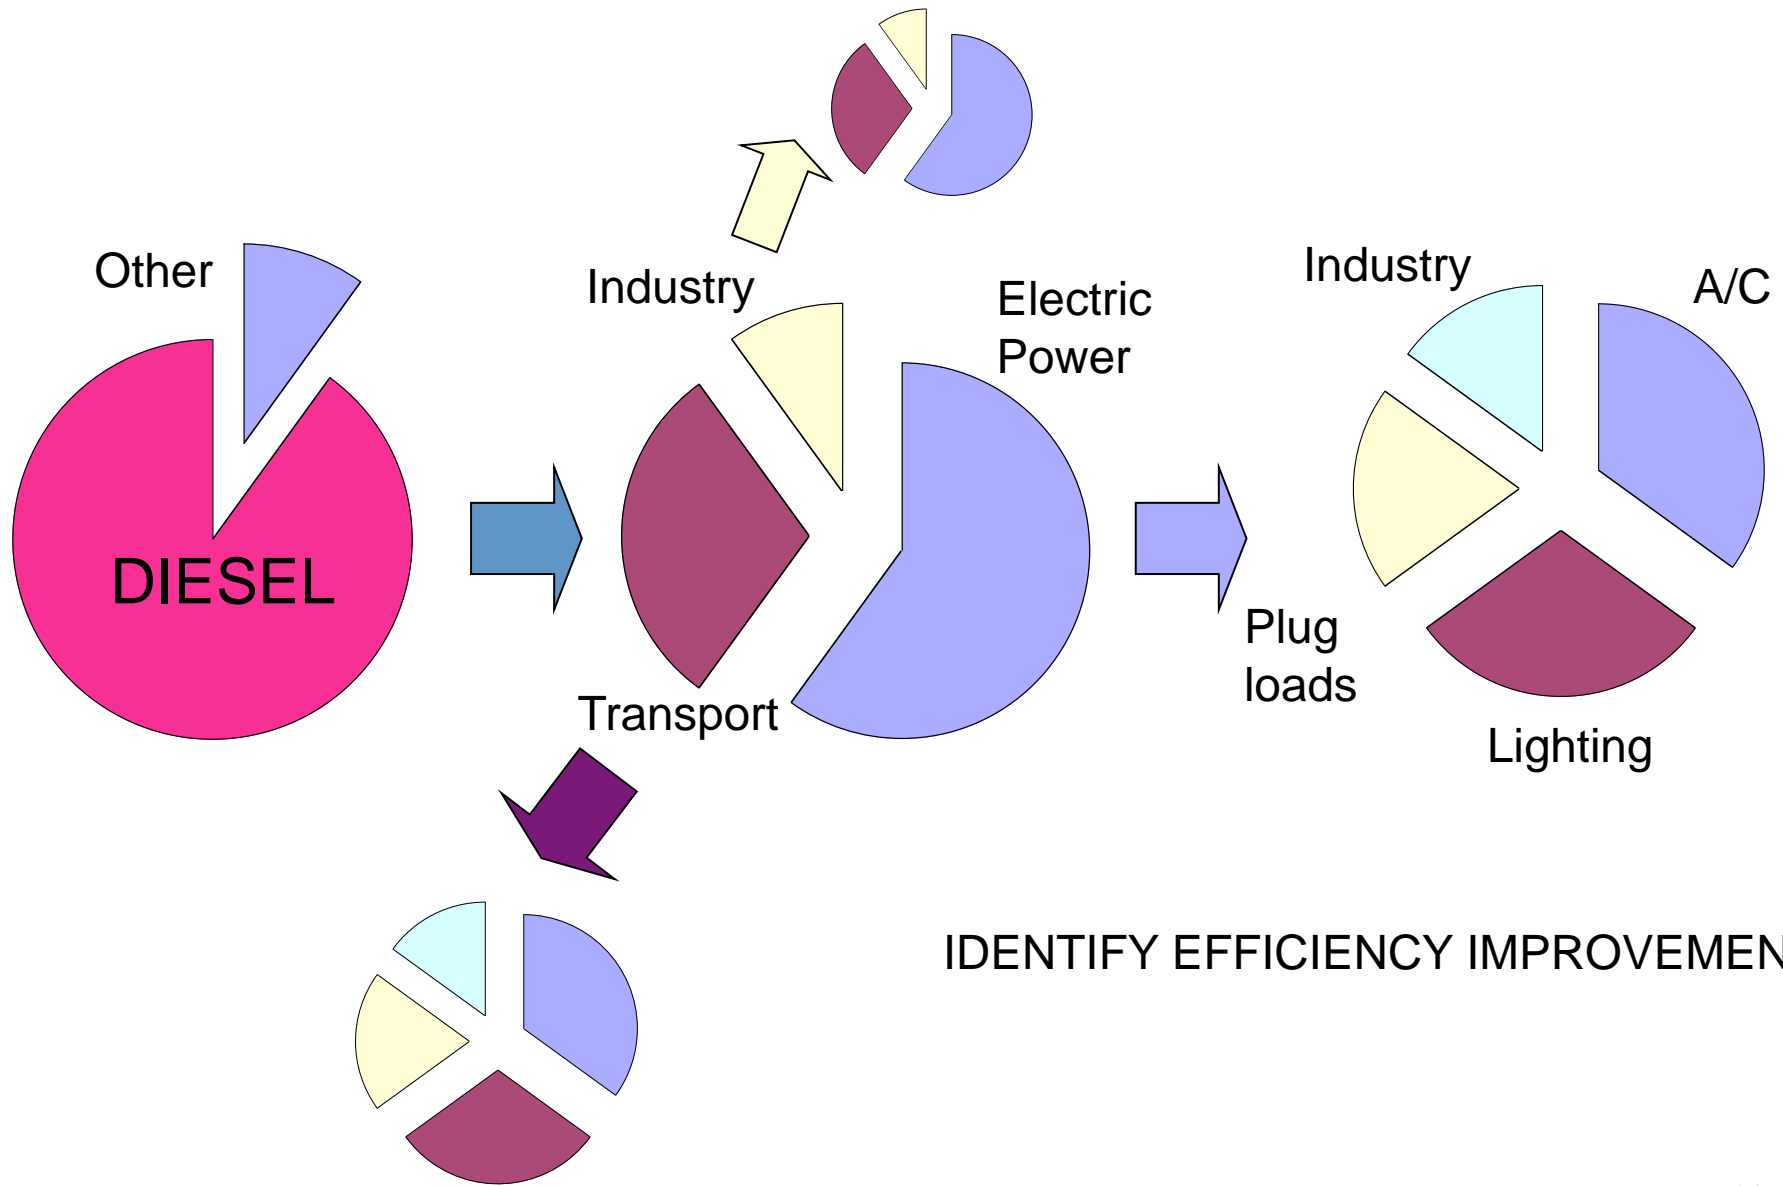 Other
DIESEL
Industry
Electric
Power
Transport
Industry
A/C
Plug
loads
Lighting
IDENTIFY EFFICIENCY IMPROVEMEN